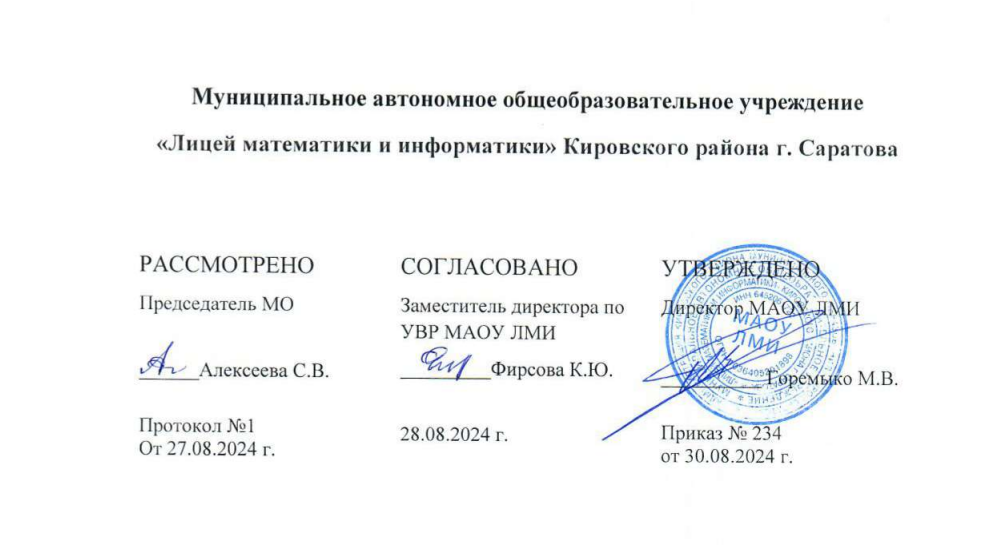 Муниципальное автономное общеобразовательное учреждение
«Лицей математики и информатики» Кировского района г. Саратова
РАССМОТРЕНО
Председатель МО
Алексеева С.В.
Протокол №1
От 27.08.2024 г.
СОГЛАСОВАНО
Заместитель директора по
УВР МАОУ ЛМИ
Фирсова К.Ю.
28.08.2024 г.
УТВЕРЖДЕНО
Директор МАОУ ЛМИ
Горемыко М.В.
Приказ № 234
от 30.08.2024 г.
МАОУ
ЛМИ